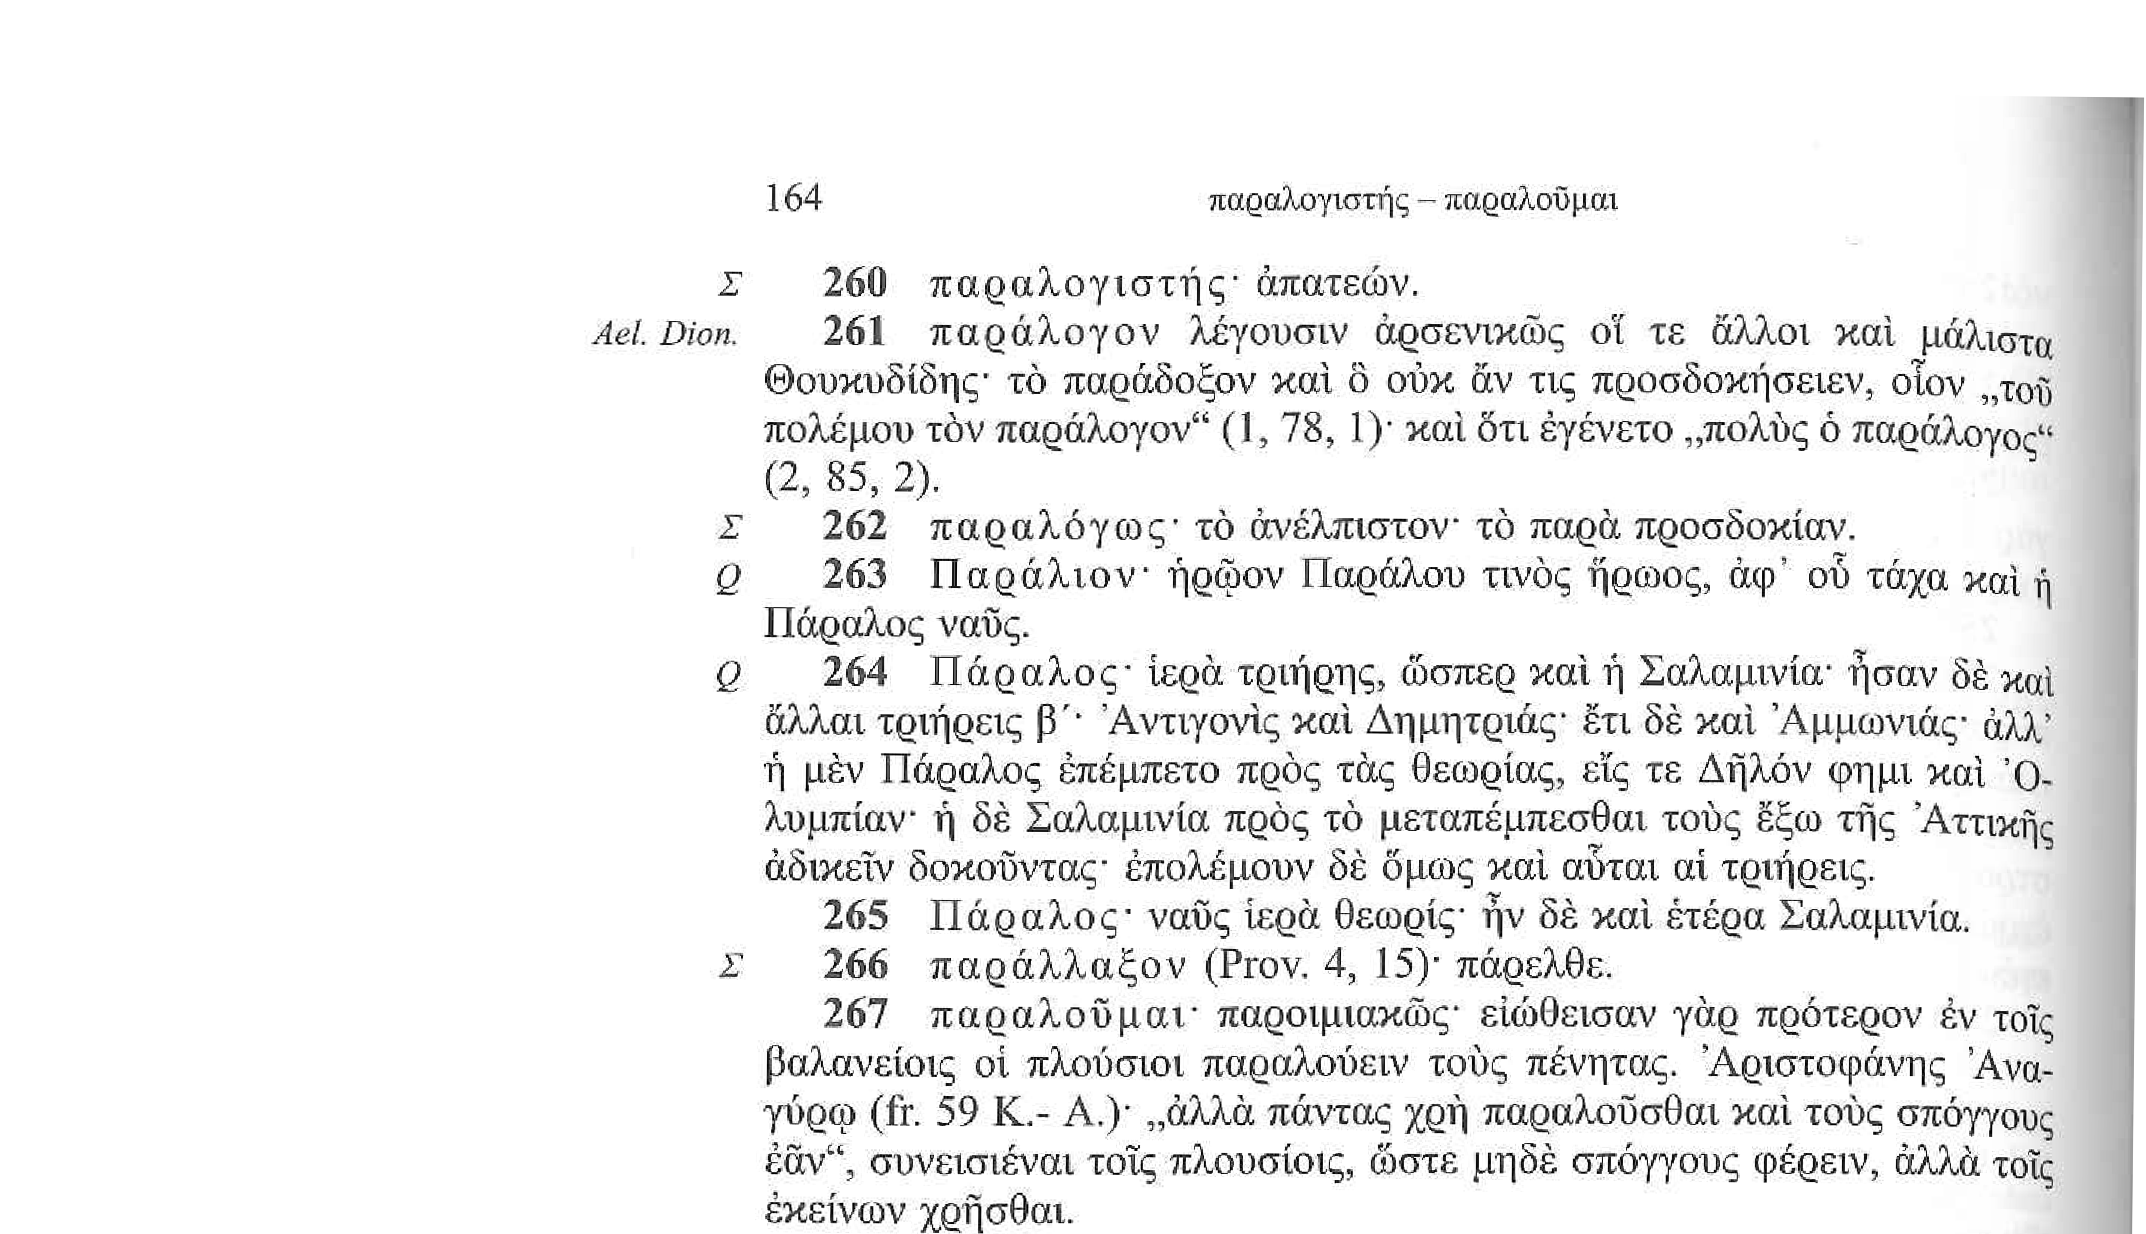 164 παραλογιστής – παραλοῦμαι
Σ 260 παραλογιστής· ἀπατεών.
Ael. Dion. 261 παράλογον λέγουσιν ἀρσενικῶς οἵ τε ἄλλοι καὶ μάλιστα
Θουκυδίδης· τὸ παράδοξον καὶ ὃ οὐκ ἄν τις προσδοκήσειεν, οἷον „τοῦ
πολέμου τὸν παράλογον“ (1, 78, 1)· καὶ ὅτι ἐγένετο „πολὺς ὁ παράλογος“
(2, 85, 2).
Σ 262 παραλόγως· τὸ ἀνέλπιστον· τὸ παρὰ προσδοκίαν.
Q 263 Παράλιον· ἡρῷον Παράλου τινὸς ἥρωος, ἀφ’ οὗ τάχα καὶ ἡ
Πάραλος ναῦς.
Q 264 Πάραλος· ἱερὰ τριήρης, ὥσπερ καὶ ἡ Σαλαμινία· ἦσαν δὲ καὶ
ἄλλαι τριήρεις β´· Ἀντιγονὶς καὶ Δημητριάς· ἔτι δὲ καὶ Ἀμμωνιάς· ἀλλ’
ἡ μὲν Πάραλος ἐπέμπετο πρὸς τὰς θεωρίας, εἴς τε Δῆλόν φημι καὶ Ὀ-
λυμπίαν· ἡ δὲ Σαλαμινία πρὸς τὸ μεταπέμπεσθαι τοὺς ἔξω τῆς Ἀττικῆς
ἀδικεῖν δοκοῦντας· ἐπολέμουν δὲ ὅμως καὶ αὗται αἱ τριήρεις.
265 Πάραλος· ναῦς ἱερὰ θεωρίς· ἦν δὲ καὶ ἑτέρα Σαλαμινία.
Σ 266 παράλλαξον (Prov. 4, 15)· πάρελθε.
267 παραλοῦμαι· παροιμιακῶς· εἰώθεισαν γὰρ πρότερον ἐν τοῖς
βαλανείοις οἱ πλούσιοι παραλούειν τοὺς πένητας. Ἀριστοφάνης Ἀνα-
γύρῳ (fr. 59 K.- A.)· „ἀλλὰ πάντας χρὴ παραλοῦσθαι καὶ τοὺς σπόγγους
ἐᾶν“, συνεισιέναι τοῖς πλουσίοις, ὥστε μηδὲ σπόγγους φέρειν, ἀλλὰ τοῖς
ἐκείνων χρῆσθαι.